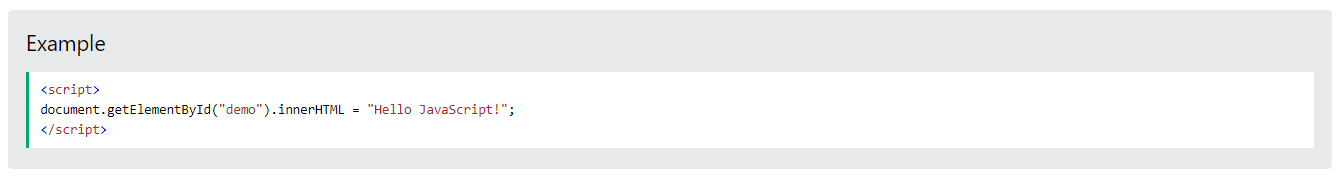 Example
<script>
document.getElementById("demo").innerHTML = "Hello JavaScript!";
</script>